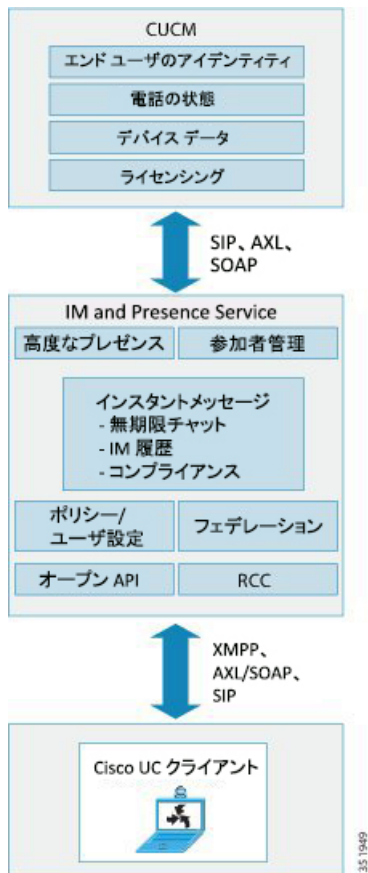 CUCM
エンド ユーザのアイデンティティ
電話の状態
デバイス データ
ライセンシング
SIP、AXL、
SOAP
IM and Presence Service
高度なプレゼンス
参加者管理
インスタントメッセージ
- 無期限チャット
- IM 履歴
- コンプライアンス
ポリシー/
ユーザ設定
フェデレーション
オープン API
RCC
XMPP、
AXL/SOAP、
SIP
Cisco UC クライアント
351949